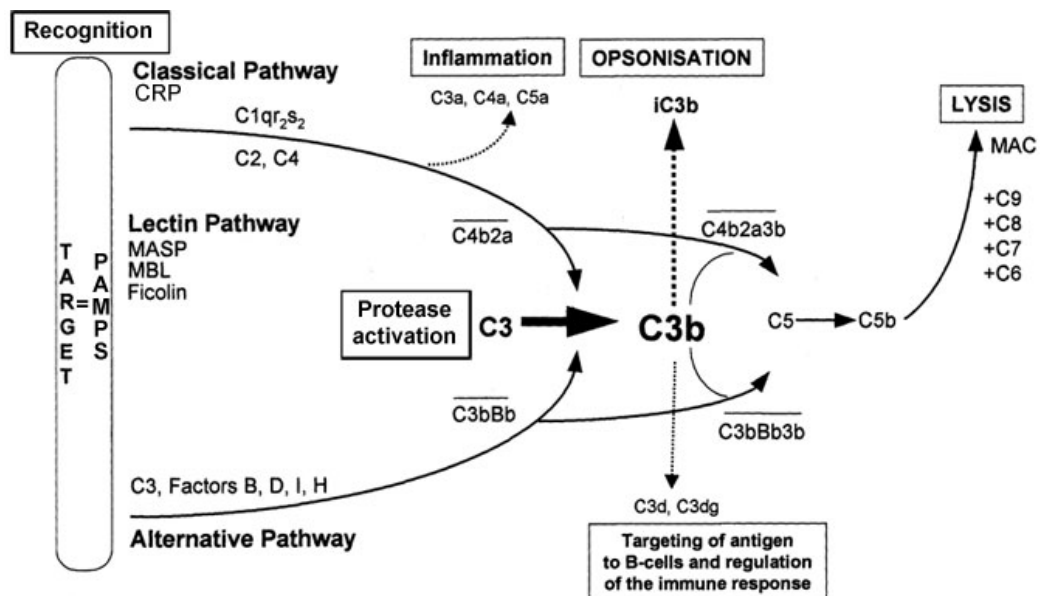 Recognition
Classical Pathway
CRP
C1qr₂s₂
C2, C4
Inflammation
C3a, C4a, C5a
OPSONISATION
iC3b
LYSIS
MAC
+C9
+C8
+C7
+C6
Lectin Pathway
MASP
MBL
Ficolin
TARGET
=
PAMPS
C4b2a
C4b2a3b
Protease
activation
C3
C3b
C5
C5b
C3bBb
C3bBb3b
C3, Factors B, D, I, H
Alternative Pathway
C3d, C3dg
Targeting of antigen
to B-cells and regulation
of the immune response